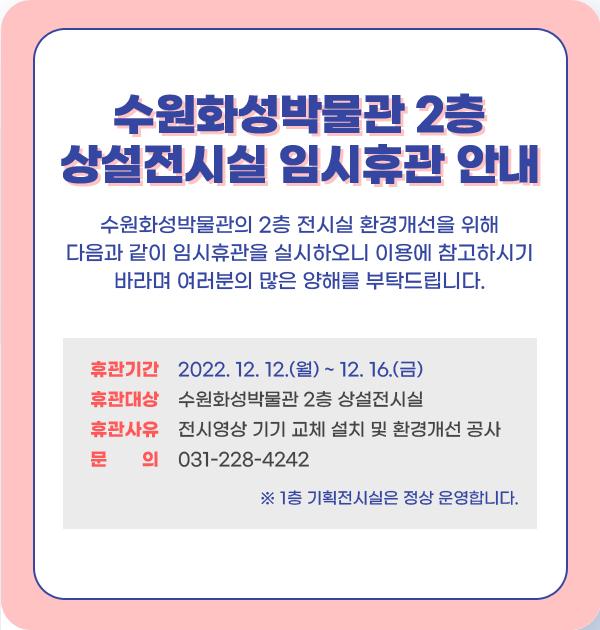 수원화성박물관 2층
상설전시실 임시휴관 안내
수원화성박물관의 2층 전시실 환경개선을 위해
다음과 같이 임시휴관을 실시하오니 이용에 참고하시기
바라며 여러분의 많은 양해를 부탁드립니다.
휴관기간 2022. 12. 12.(월) ~ 12. 16.(금)
휴관대상 수원화성박물관 2층 상설전시실
휴관사유 전시영상 기기 교체 설치 및 환경개선 공사
문 의 031-228-4242
※ 1층 기획전시실은 정상 운영합니다.